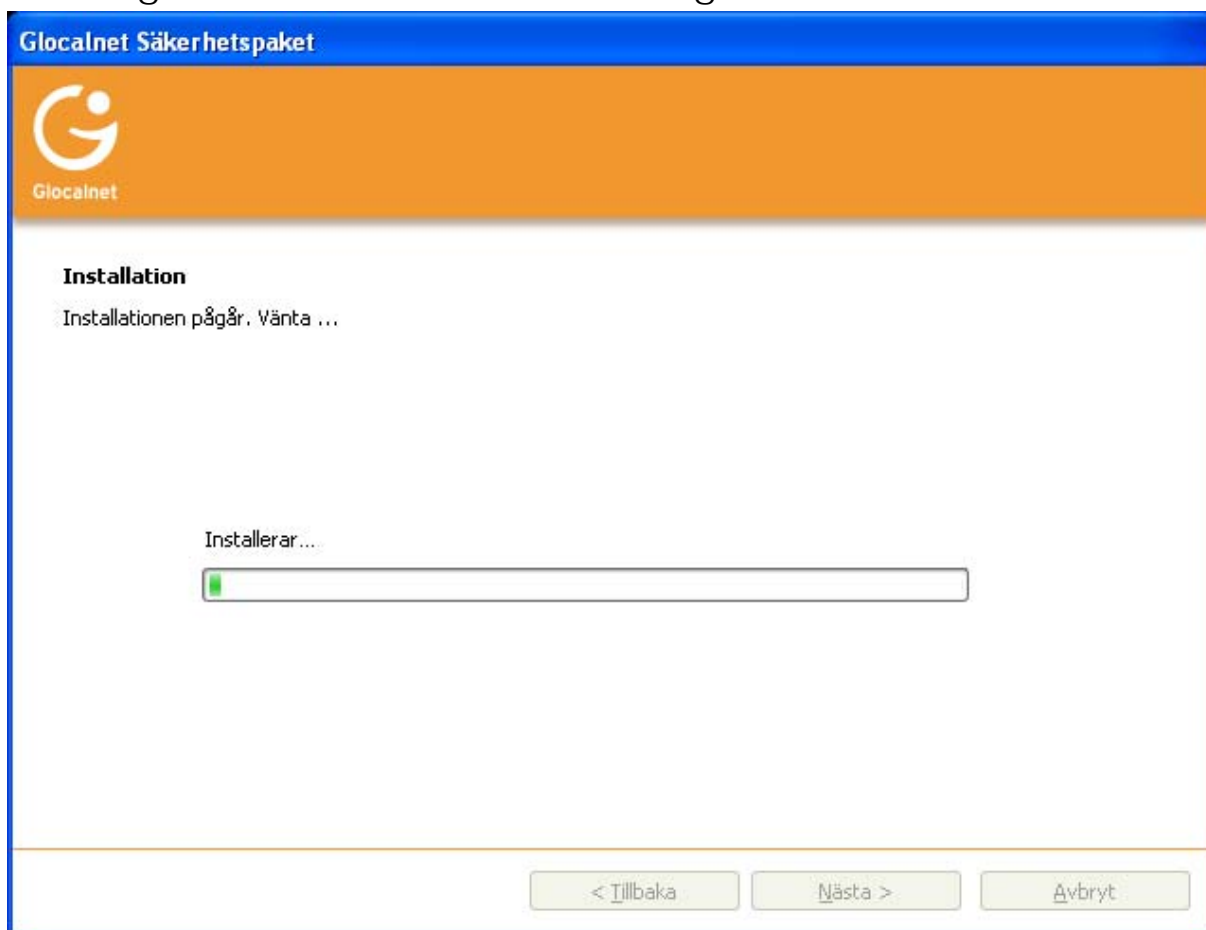 Glocalnet Säkerhetspaket
Glocalnet
Installation
Installationen pågår. Vänta ...
Installerar...
< Tillbaka
Nästa >
Avbryt